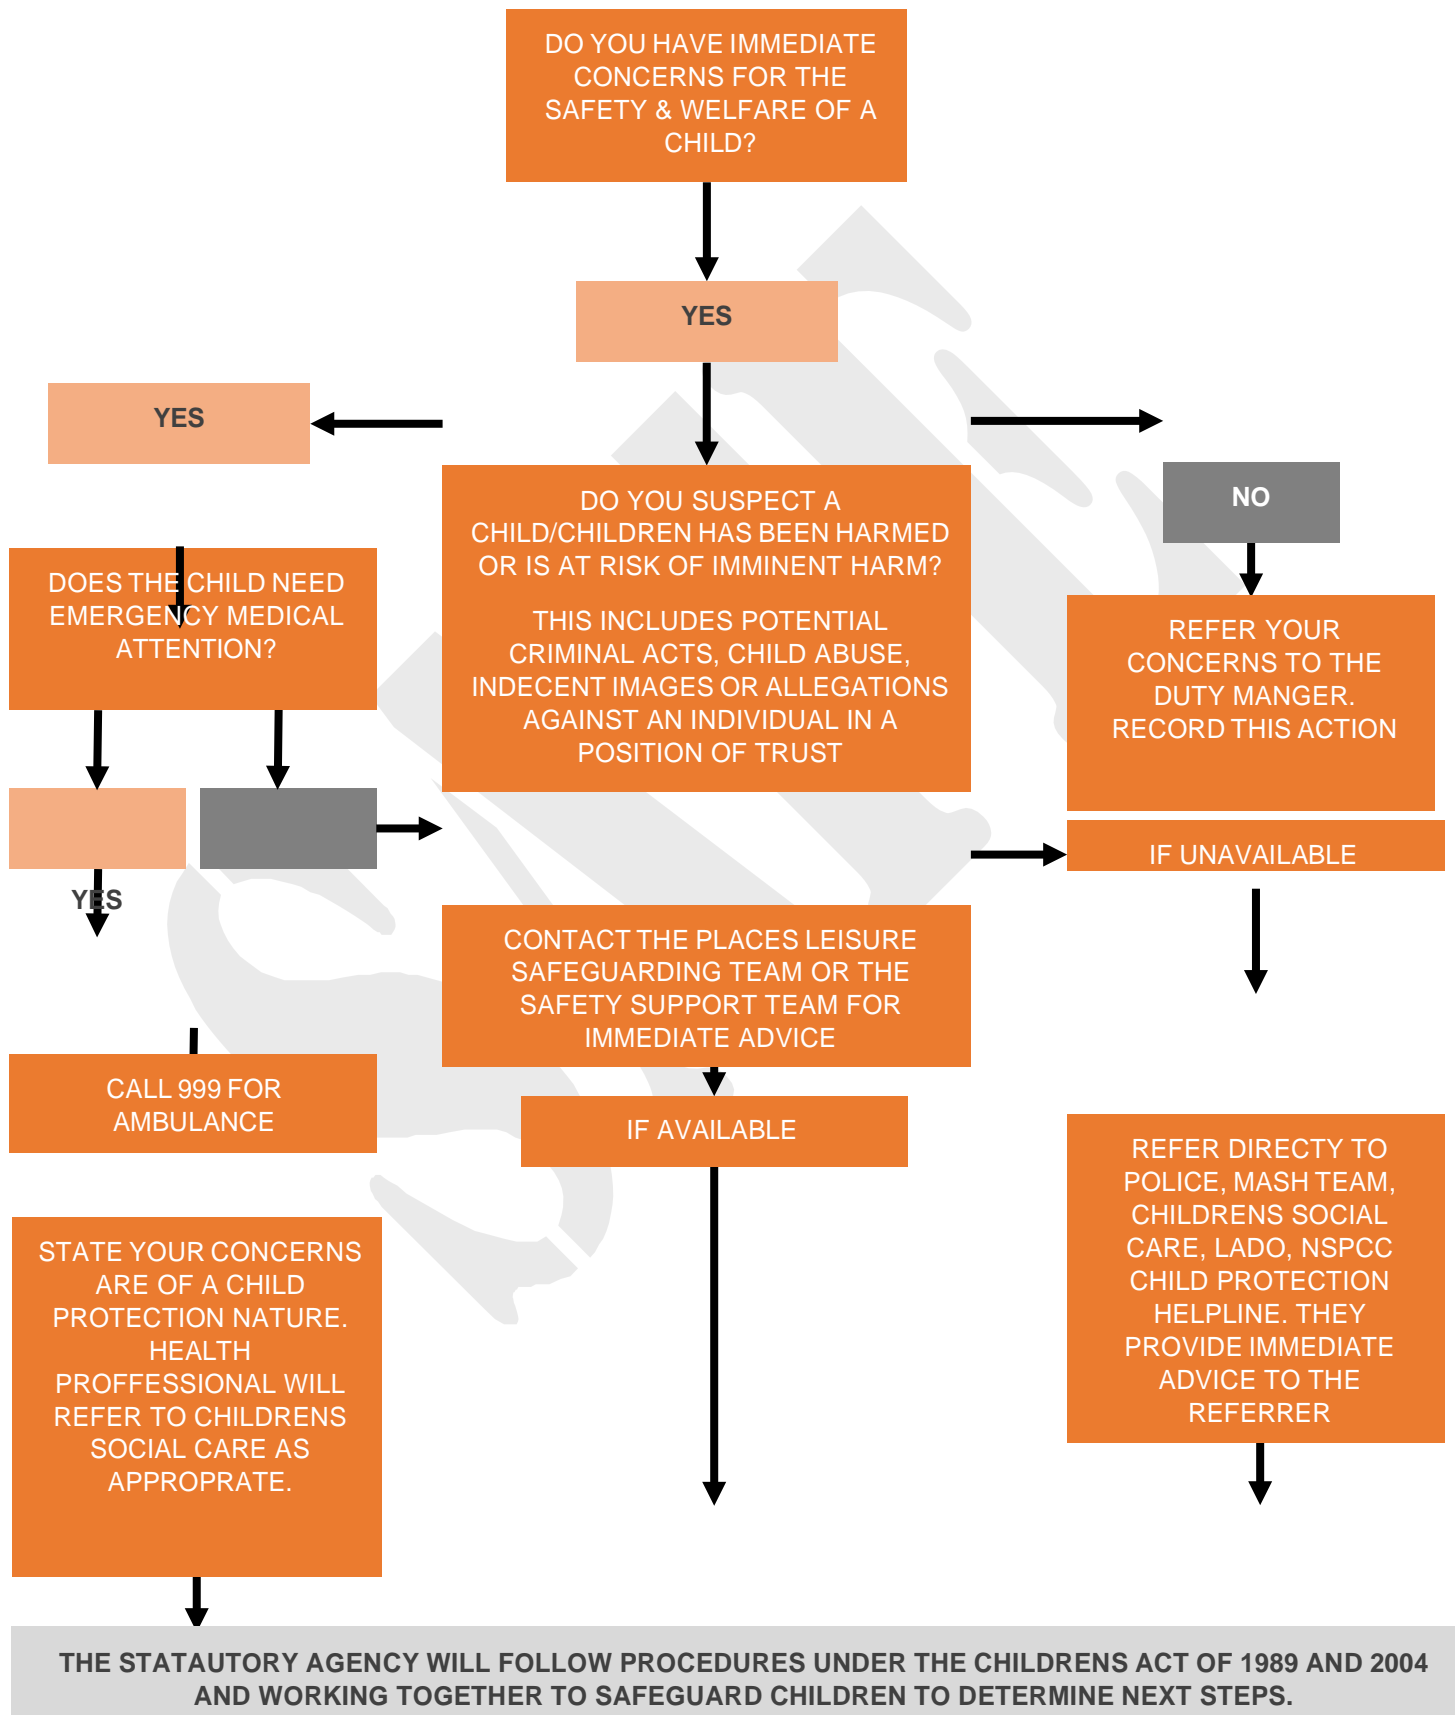 DO YOU HAVE IMMEDIATE
CONCERNS FOR THE
SAFETY & WELFARE OF A
CHILD?
YES
YES
DO YOU SUSPECT A
CHILD/CHILDREN HAS BEEN HARMED
OR IS AT RISK OF IMMINENT HARM?
THIS INCLUDES POTENTIAL
CRIMINAL ACTS, CHILD ABUSE,
INDECENT IMAGES OR ALLEGATIONS
AGAINST AN INDIVIDUAL IN A
POSITION OF TRUST
NO
DOES THE CHILD NEED
EMERGENCY MEDICAL
ATTENTION?
REFER YOUR
CONCERNS TO THE
DUTY MANGER.
RECORD THIS ACTION
IF UNAVAILABLE
YES
CONTACT THE PLACES LEISURE
SAFEGUARDING TEAM OR THE
SAFETY SUPPORT TEAM FOR
IMMEDIATE ADVICE
CALL 999 FOR
AMBULANCE
IF AVAILABLE
REFER DIRECTY TO
POLICE, MASH TEAM,
CHILDRENS SOCIAL
CARE, LADO, NSPCC
CHILD PROTECTION
HELPLINE. THEY
PROVIDE IMMEDIATE
ADVICE TO THE
REFERRER
STATE YOUR CONCERNS
ARE OF A CHILD
PROTECTION NATURE.
HEALTH
PROFFESSIONAL WILL
REFER TO CHILDRENS
SOCIAL CARE AS
APPROPRATE.
THE STATAUTORY AGENCY WILL FOLLOW PROCEDURES UNDER THE CHILDRENS ACT OF 1989 AND 2004
AND WORKING TOGETHER TO SAFEGUARD CHILDREN TO DETERMINE NEXT STEPS.